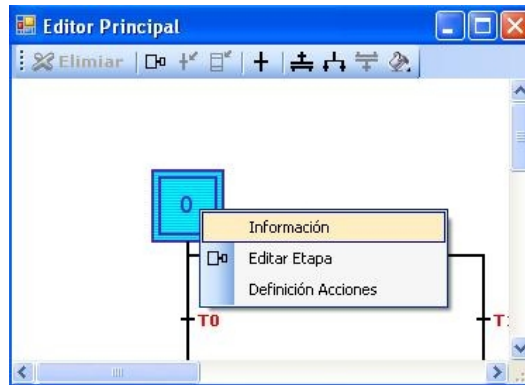 Editor Principal
Elimiar
0
Información
Editar Etapa
Definición Acciones
T0